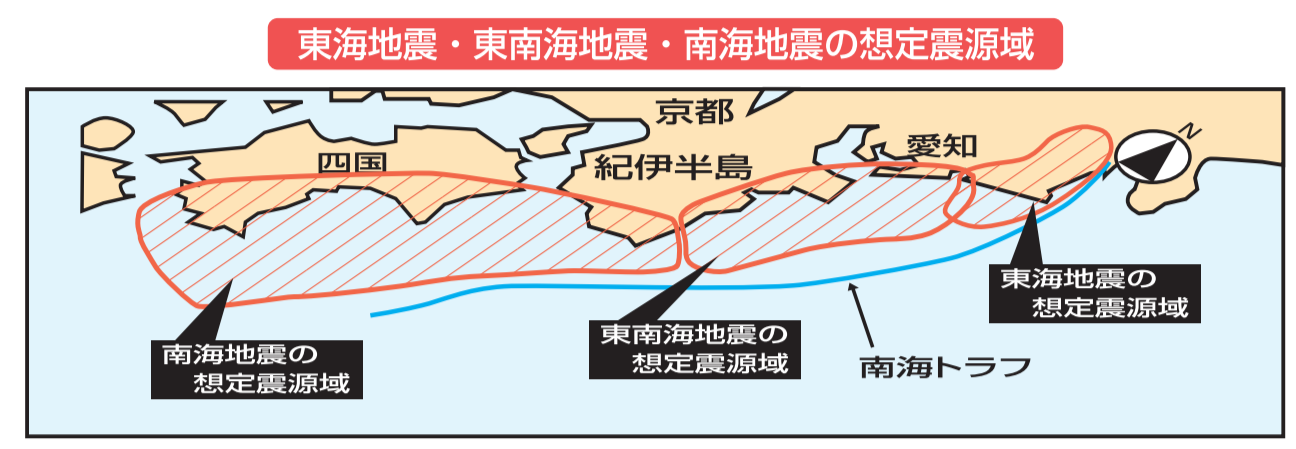 東海地震・東南海地震・南海地震の想定震源域
京都
N
愛知
四国
紀伊半島
東海地震の
想定震源域
東南海地震の
想定震源域
南海地震の
想定震源域
南海トラフ